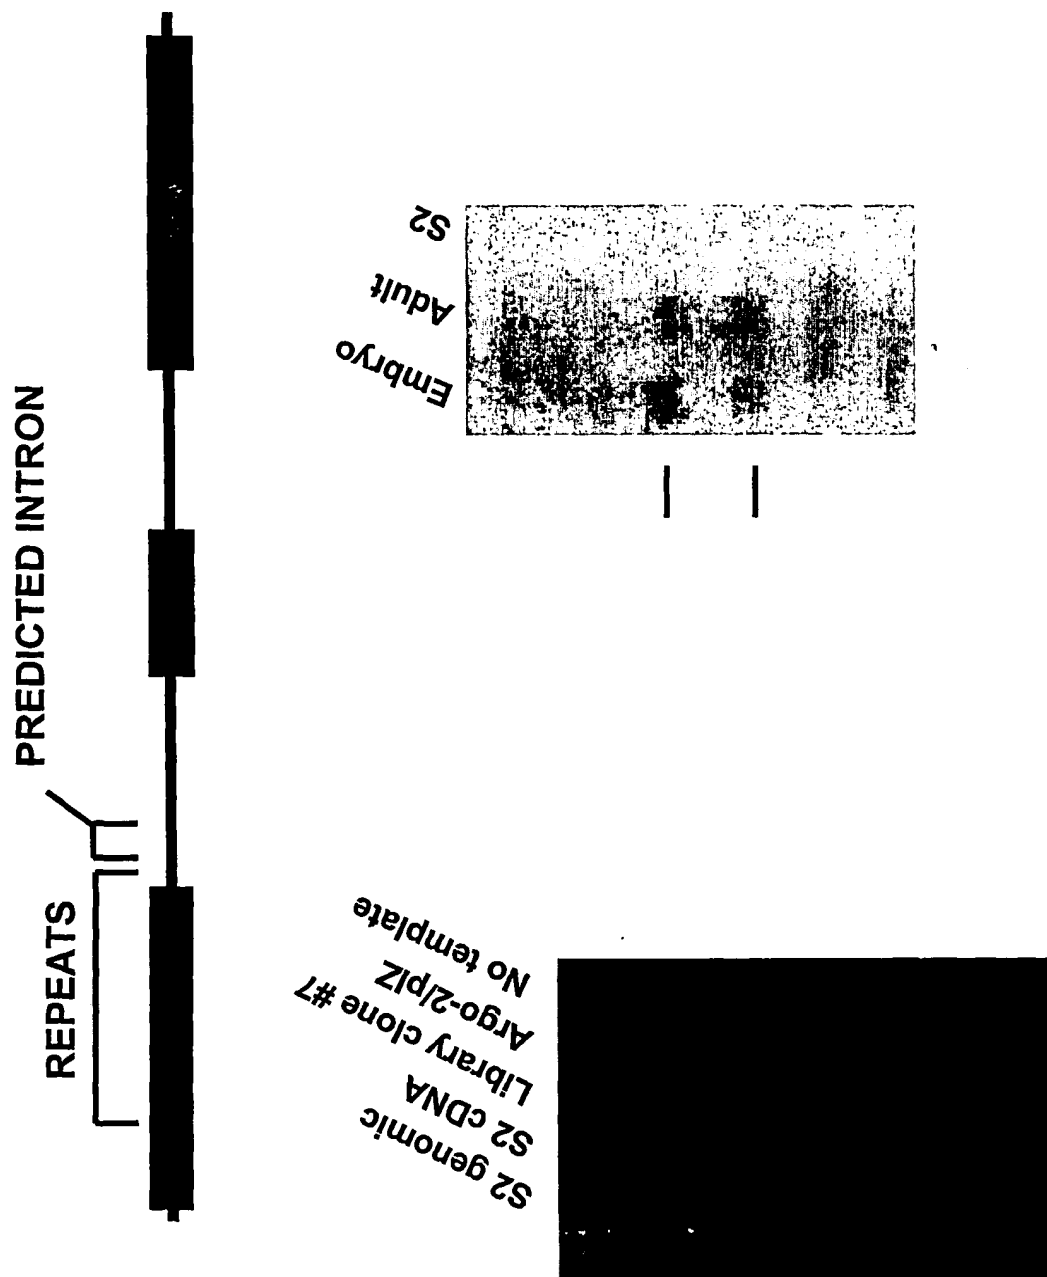 PREDICTED INTRON
REPEATS
S2
Adult
Embryo
No template
Argo-2/pIZ
Library clone #7
S2 cDNA
S2 genomic